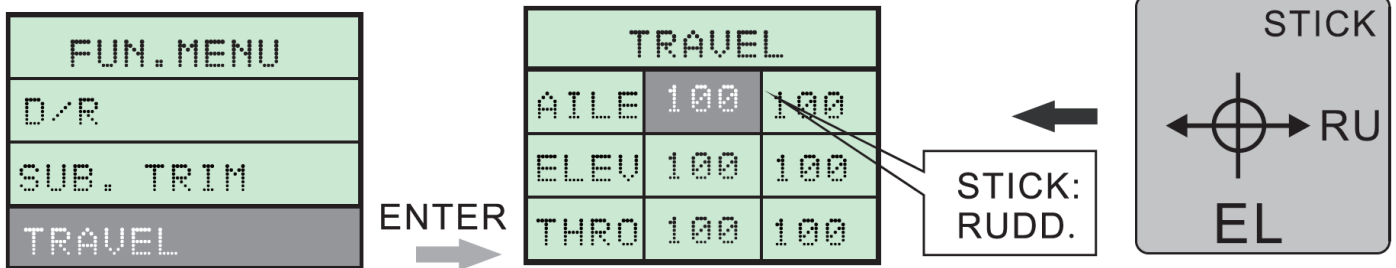 FUN.MENU
D/R
SUB. TRIM
TRAVEL
ENTER
TRAVEL
AILE 100 100
ELEV 100 100
THRO 100 100
STICK:
RUDD.
STICK
RU
EL